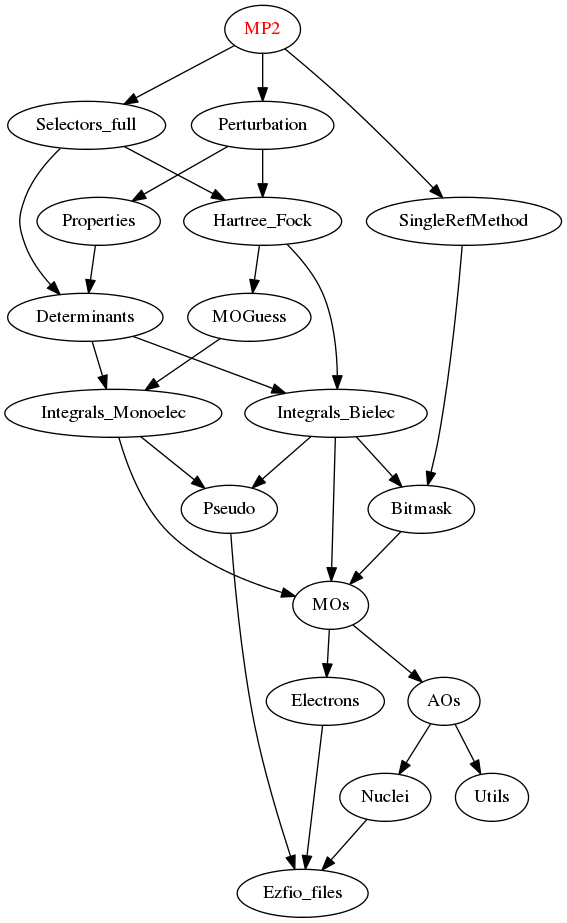 MP2
Selectors_full
Perturbation
Properties
Hartree_Fock
SingleRefMethod
Determinants
MOGuess
Integrals_Monoelec
Integrals_Bielec
Pseudo
Bitmask
MOs
Electrons
AOs
Nuclei
Utils
Ezfio_files